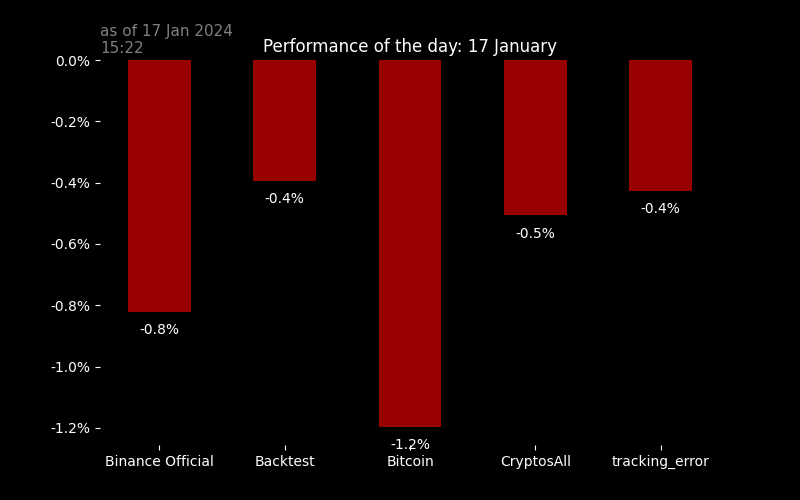 as of 17 Jan 2024
15:22
Performance of the day: 17 January
0.0%
-0.2%
-0.4%
-0.6%
-0.8%
-1.0%
-1.2%
-0.8%
-0.4%
-1.2%
-0.5%
-0.4%
Binance Official
Backtest
Bitcoin
CryptosAll
tracking_error